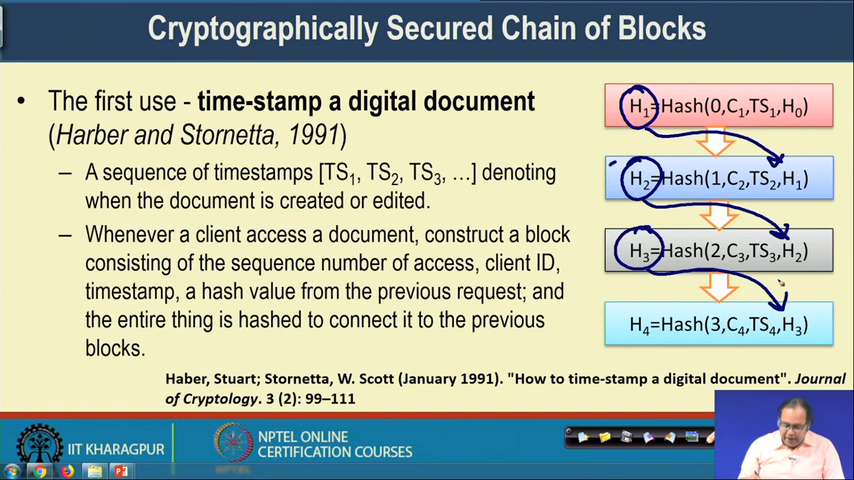 Cryptographically Secured Chain of Blocks
• The first use - time-stamp a digital document
(Harber and Stornetta, 1991)
– A sequence of timestamps [TS₁, TS₂, TS₃, …] denoting
when the document is created or edited.
– Whenever a client access a document, construct a block
consisting of the sequence number of access, client ID,
timestamp, a hash value from the previous request; and
the entire thing is hashed to connect it to the previous
blocks.
H₁=Hash(0,C₁,TS₁,H₀)
H₂=Hash(1,C₂,TS₂,H₁)
H₃=Hash(2,C₃,TS₃,H₂)
H₄=Hash(3,C₄,TS₄,H₃)
Haber, Stuart; Stornetta, W. Scott (January 1991). "How to time-stamp a digital document". Journal
of Cryptology. 3 (2): 99–111
IIT KHARAGPUR
NPTEL
NPTEL ONLINE
CERTIFICATION COURSES